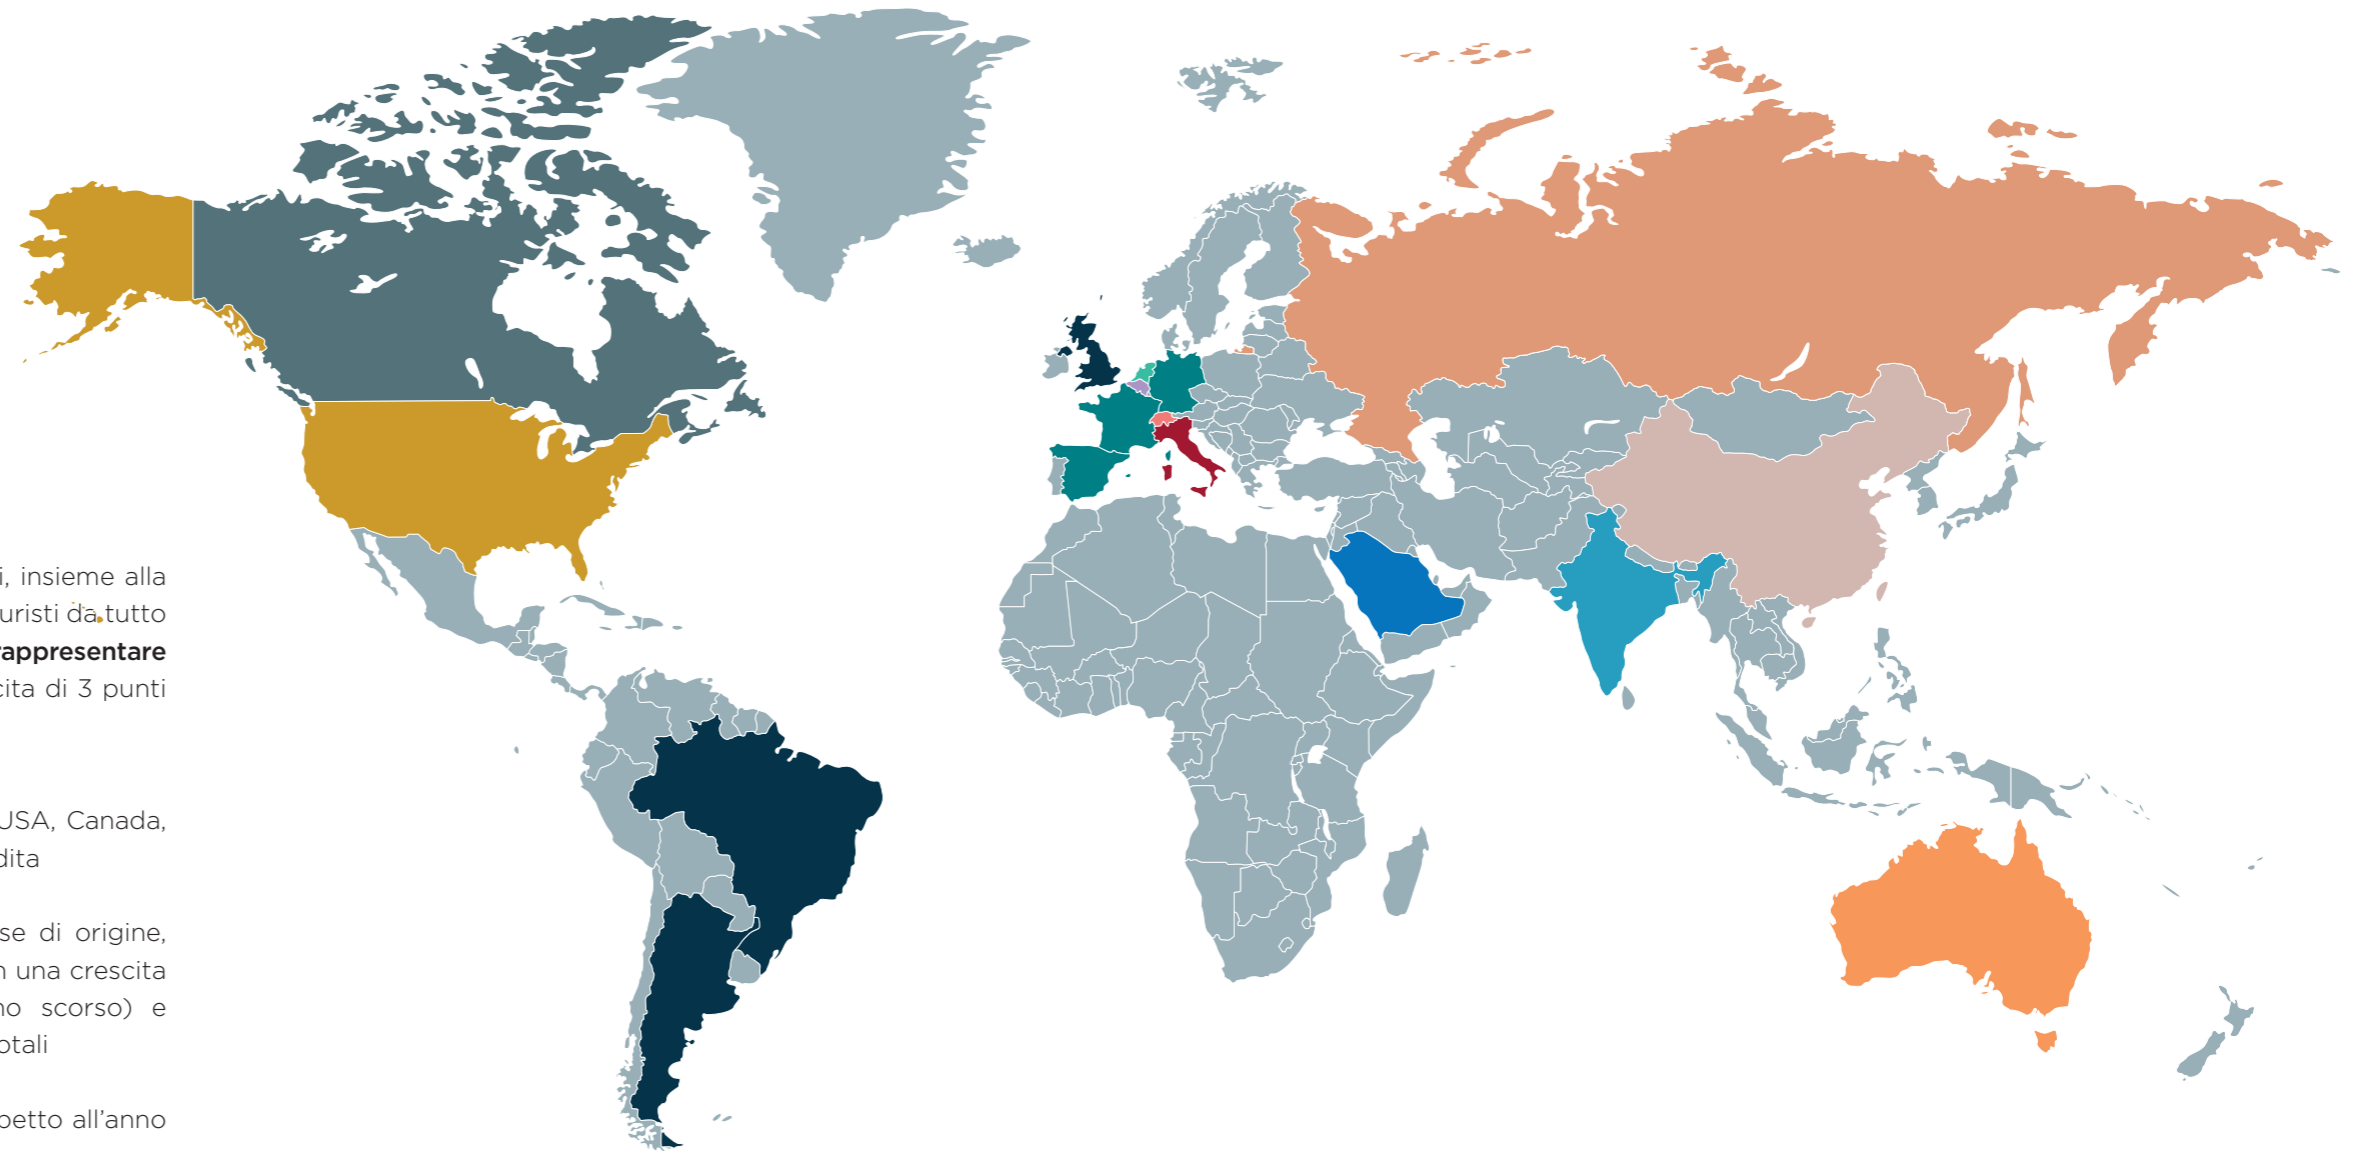 i, insieme alla
uristi da tutto
rappresentare
cita di 3 punti
USA, Canada,
dita
se di origine,
n una crescita
no scorso) e
otali
petto all'anno